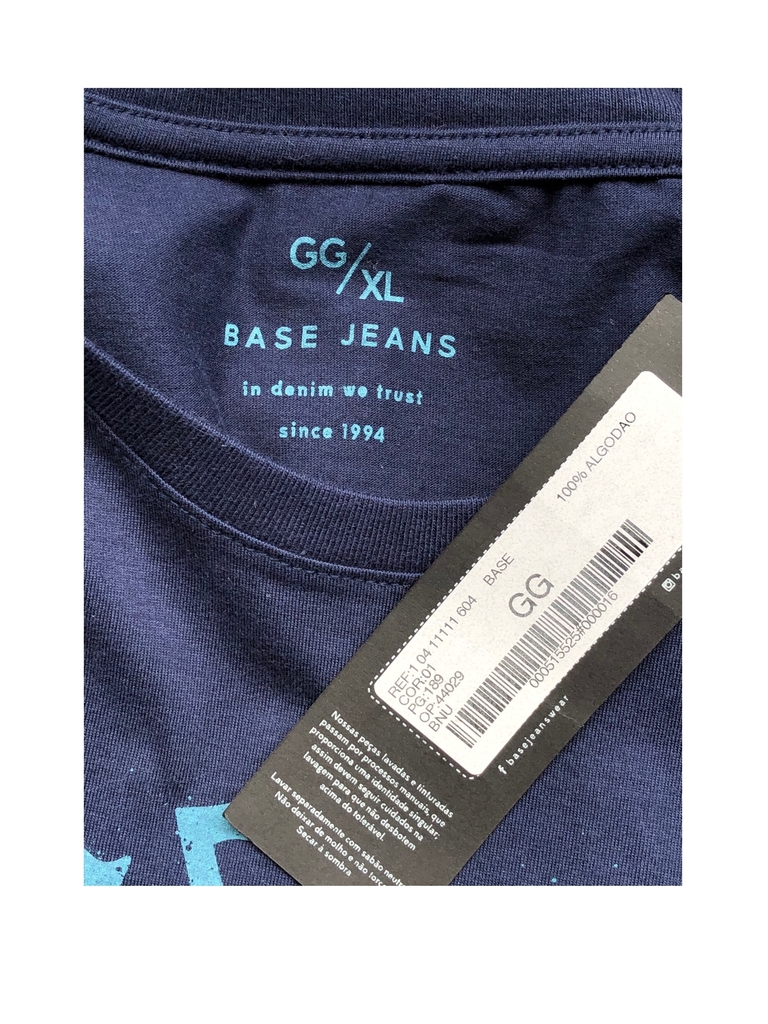 GG/XL
BASE JEANS
in denim we trust
since 1994
100% ALGODAO
REF:1 04 11111 604 BASE
COR:01
PG:189
OP:44029
BNU
GG
000515525#000016
basejeanswear
Nossas peças lavadas e tinturadas
passam por processos manuais, que
proporciona uma identidade singular,
assim devem seguir cuidados na
lavagem para que não desbotem
acima do tolerável.
Lavar separadamente com sabão neutro
Não deixer de molho e não
Secar à sombra